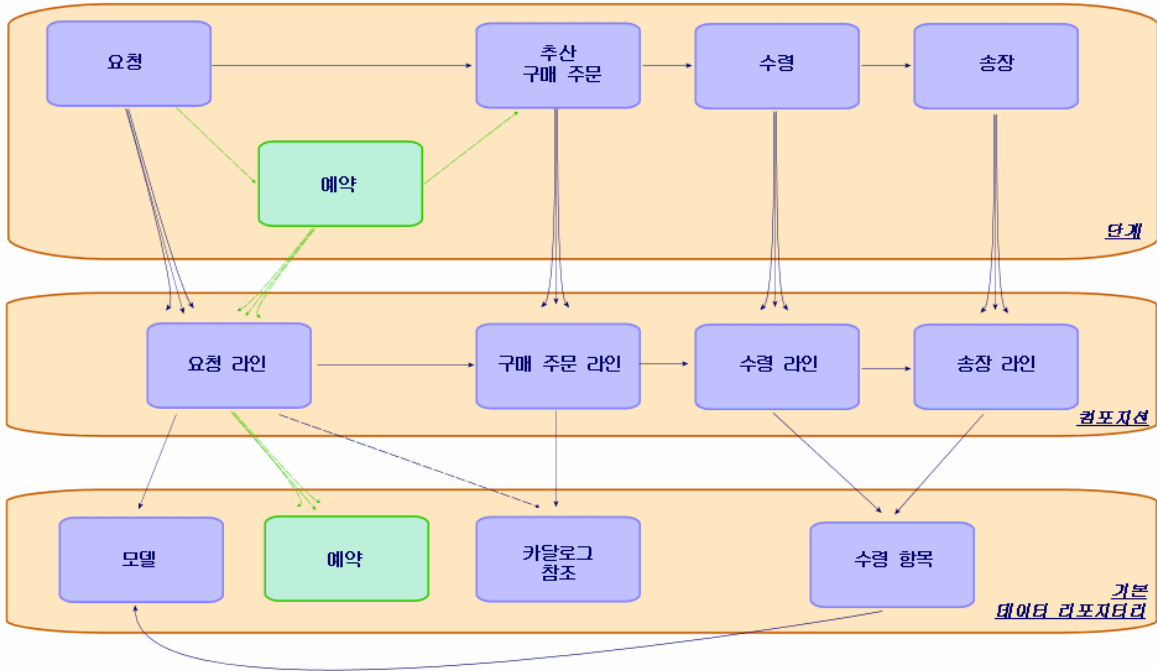 요청
추산
구매 주문
수령
송장
예약
단계
요청 라인
구매 주문 라인
수령 라인
송장 라인
컴포지션
모델
예약
카달로그
참조
수령 항목
기본
데이터 리포지터리